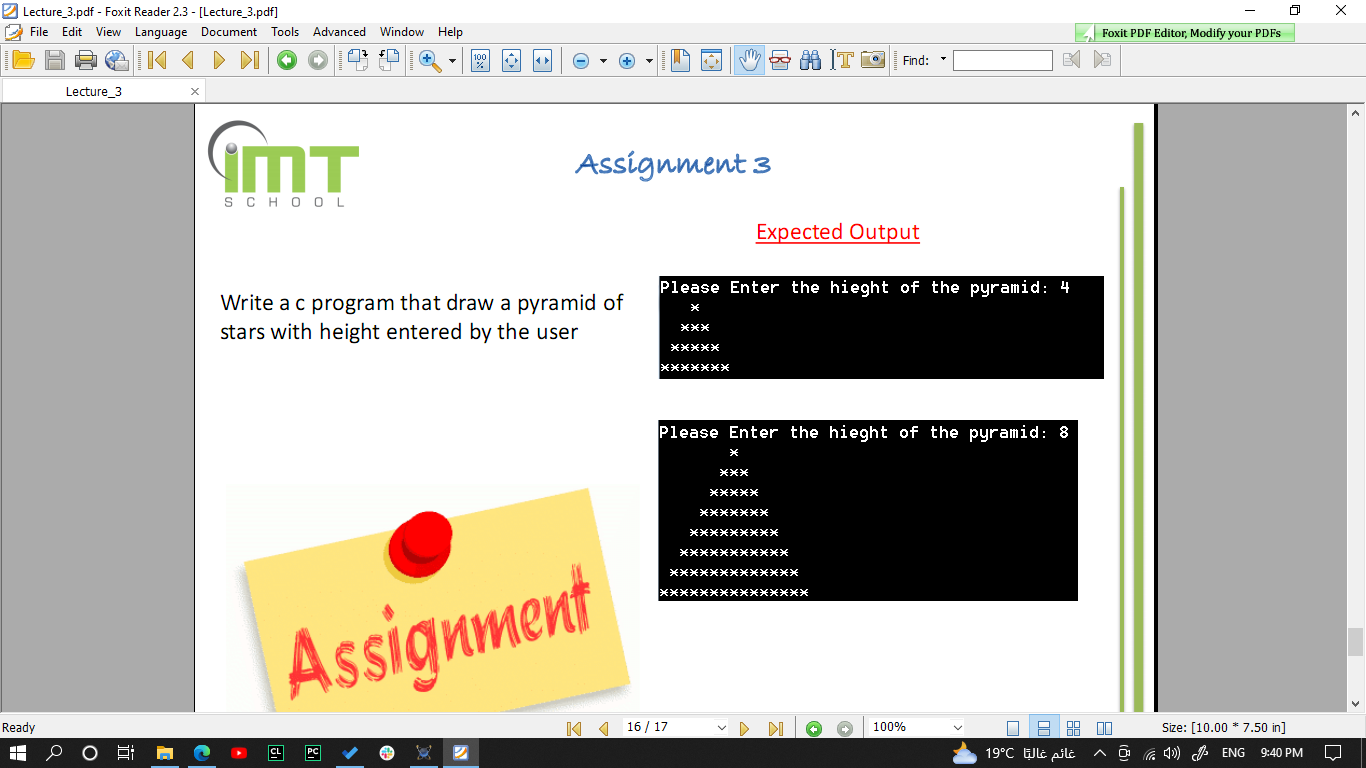 Lecture_3.pdf - Foxit Reader 2.3 - [Lecture_3.pdf]
File Edit View Language Document Tools Advanced Window Help
Foxit PDF Editor, Modify your PDFs
100 %
Find:
Lecture_3
iMT
SCHOOL
Assignment 3
Expected Output
Write a c program that draw a pyramid of
stars with height entered by the user
Please Enter the hieght of the pyramid: 4
*
***
*****
*******
Please Enter the hieght of the pyramid: 8
*
***
*****
*******
*********
***********
*************
***************
Assignment
Ready
16 / 17
100%
Size: [10.00 * 7.50 in]
CL
PC
19°C غائم غالبًا
ENG
9:40 PM